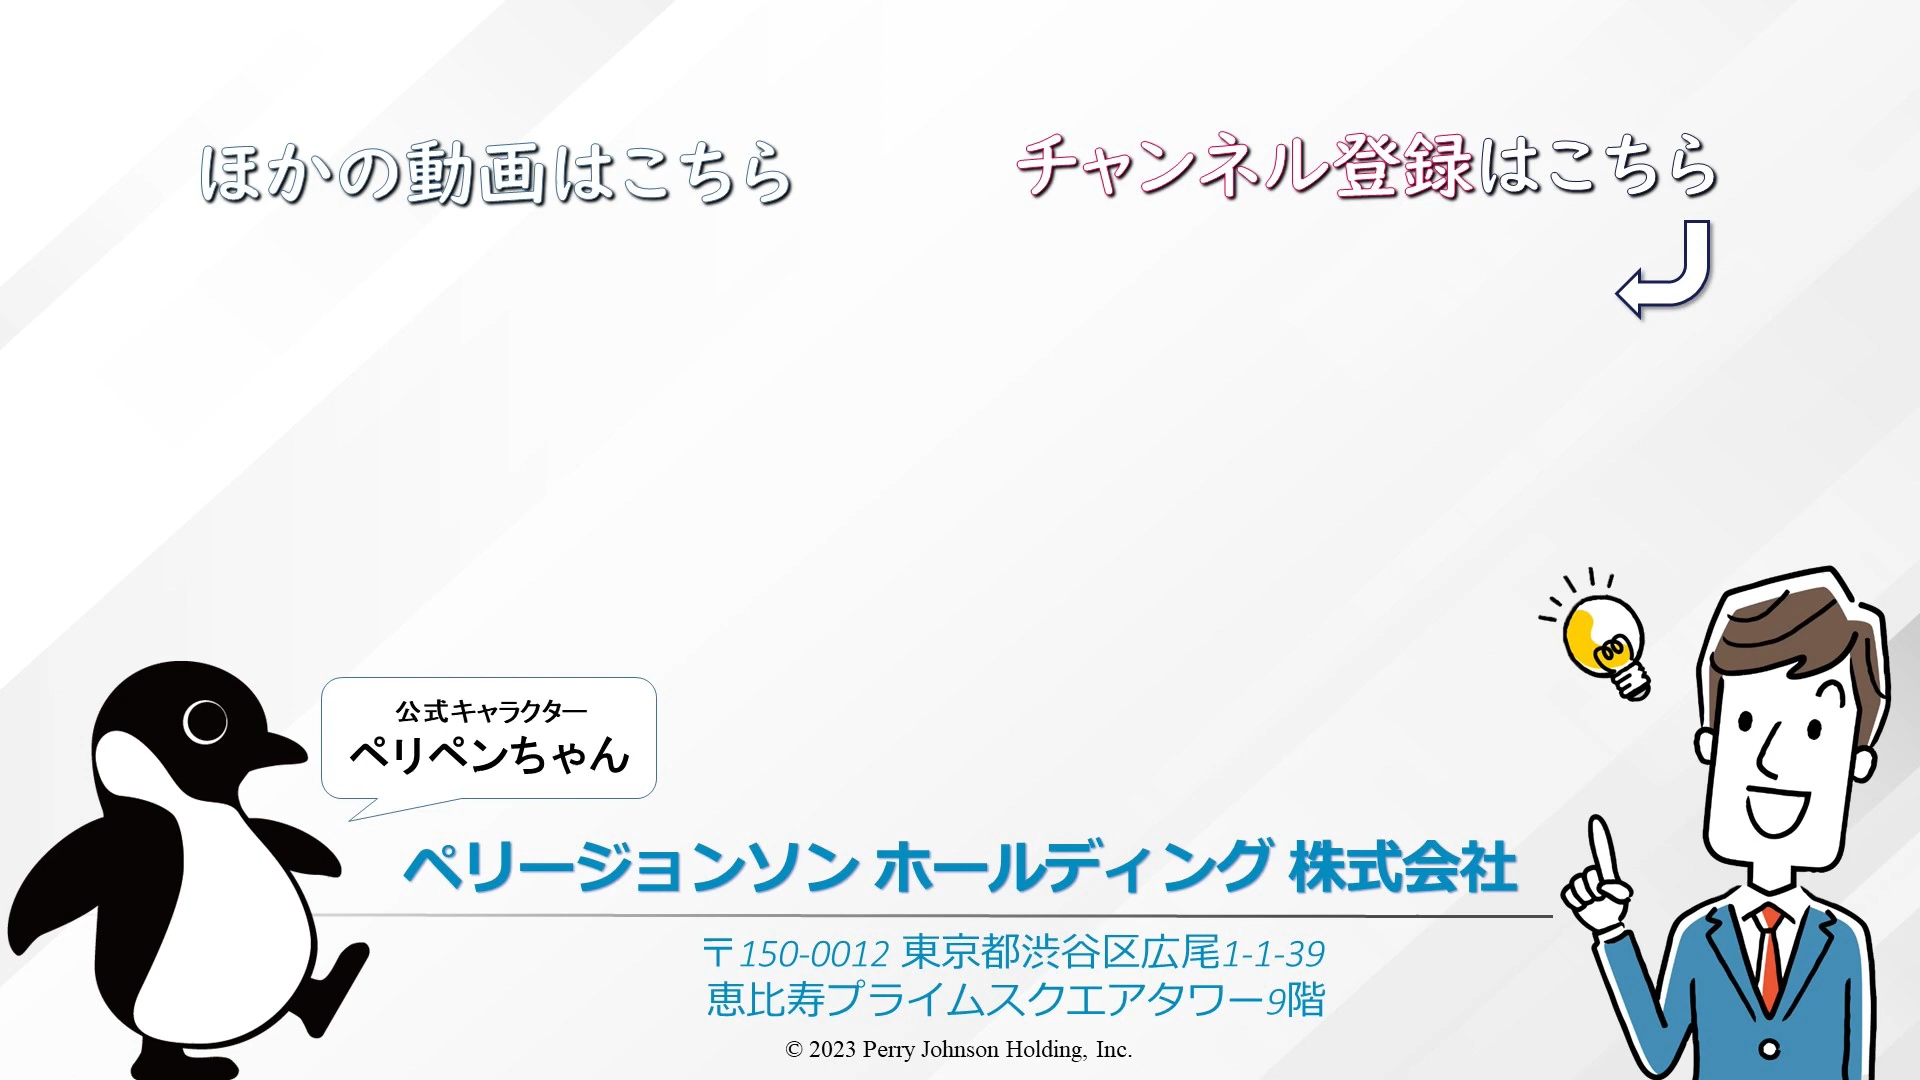 ほかの動画はこちら
チャンネル登録はこちら
公式キャラクター
ペリペンちゃん
ペリージョンソン ホールディング 株式会社
〒150-0012 東京都渋谷区広尾1-1-39
恵比寿プライムスクエアタワー9階
© 2023 Perry Johnson Holding, Inc.